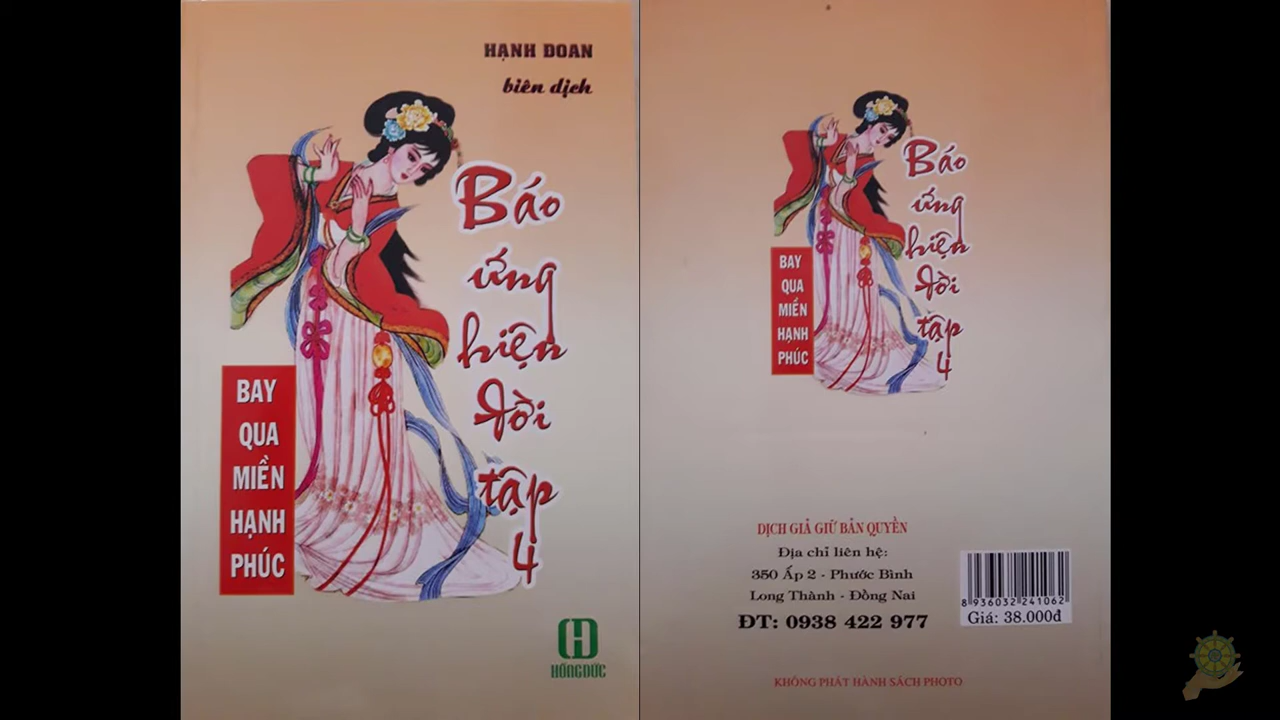 HẠNH ĐOAN
biên dịch
Báo
ứng
hiện
đời
tập
4
BAY
QUA
MIỀN
HẠNH
PHÚC
HỒNG ĐỨC
Báo
ứng
hiện
đời
tập
4
BAY
QUA
MIỀN
HẠNH
PHÚC
DỊCH GIẢ GIỮ BẢN QUYỀN
Địa chỉ liên hệ:
350 Ấp 2 - Phước Bình
Long Thành - Đồng Nai
ĐT: 0938 422 977
8 936032 241062
Giá: 38.000đ
KHÔNG PHÁT HÀNH SÁCH PHOTO